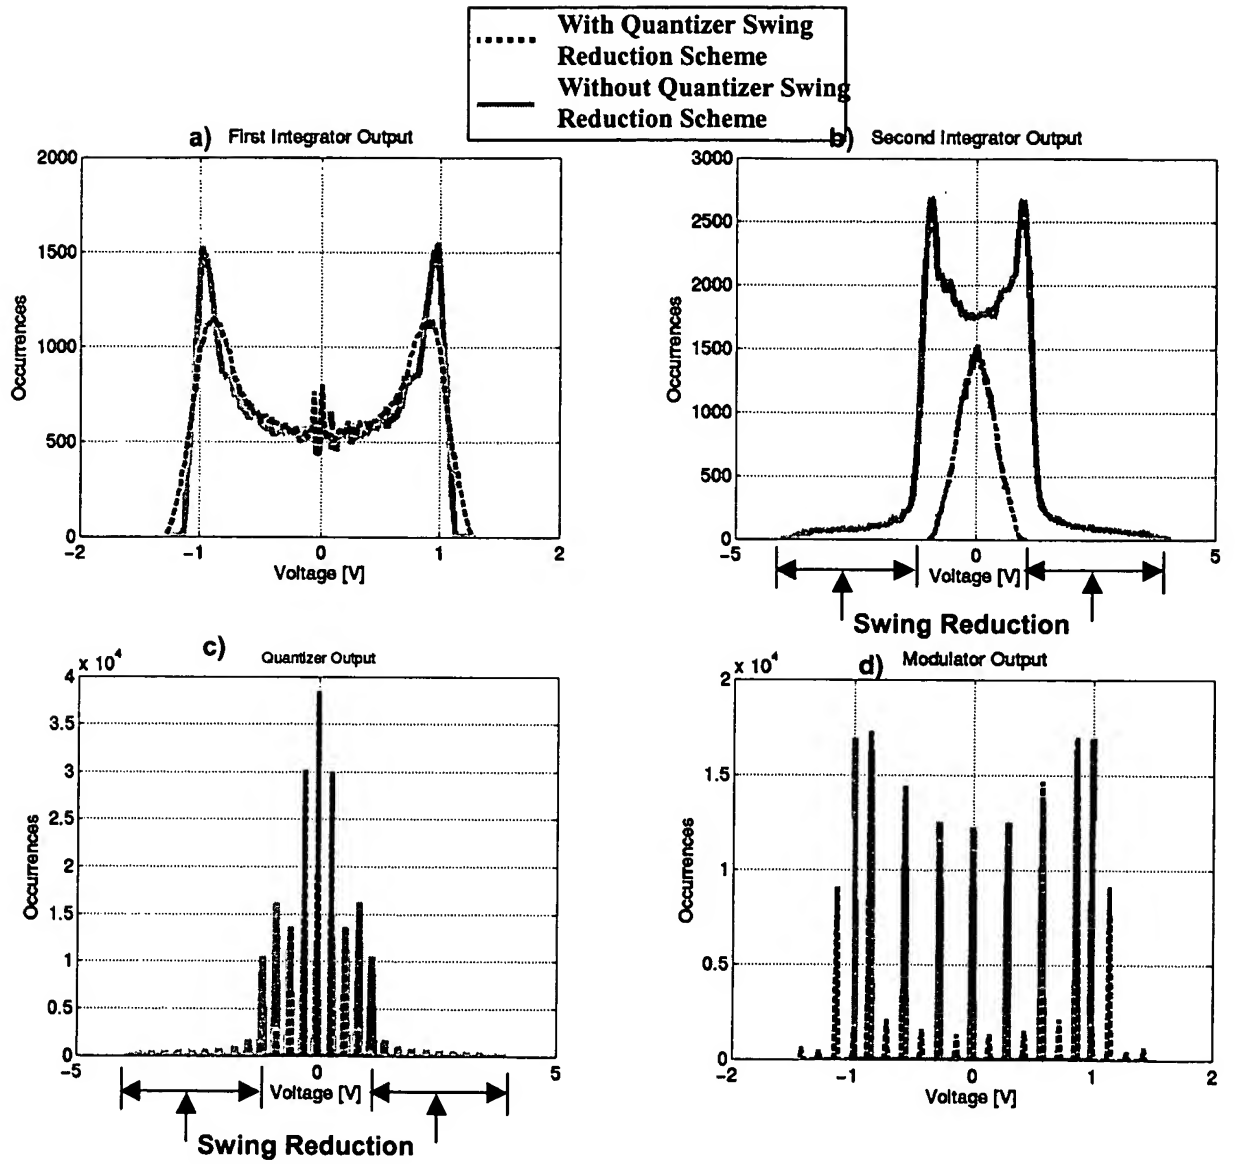 With Quantizer Swing
Reduction Scheme
Without Quantizer Swing
Reduction Scheme
a) First Integrator Output
2000
1500
1000
500
0
Occurrences
-2
-1
0
1
2
Voltage [V]
b) Second Integrator Output
3000
2500
2000
1500
1000
500
0
Occurrences
-5
0
5
Voltage [V]
Swing Reduction
c) Quantizer Output
x 10^4
4
3.5
3
2.5
2
1.5
1
0.5
0
Occurrences
-5
0
5
Voltage [V]
Swing Reduction
d) Modulator Output
x 10^4
2
1.5
1
0.5
0
Occurrences
-2
-1
0
1
2
Voltage [V]